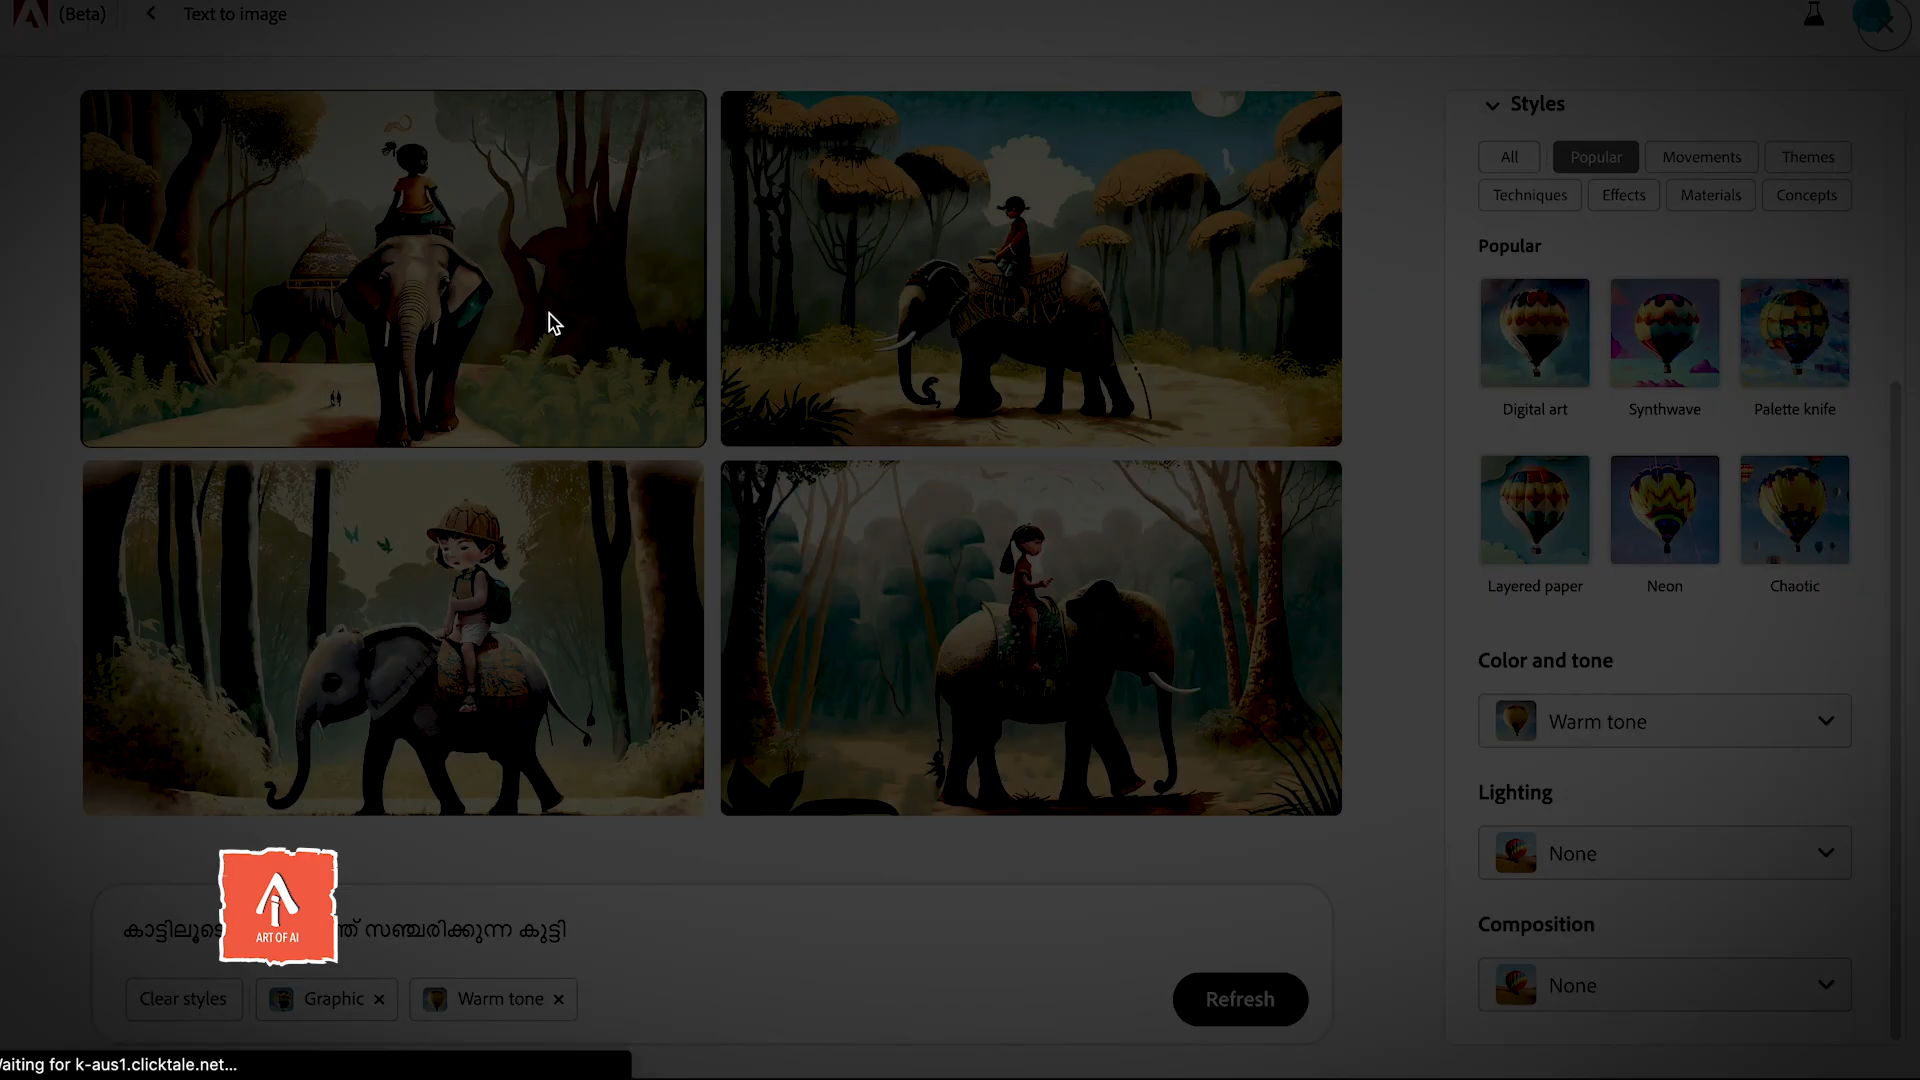 (Beta)
Text to image
Styles
All Popular Movements Themes
Techniques Effects Materials Concepts
Popular
Digital art Synthwave Palette knife
Layered paper Neon Chaotic
Color and tone
Warm tone
Lighting
None
Composition
None
കാട്ടിലൂടെ സഞ്ചരിക്കുന്ന കുട്ടി
ART OF AI
Clear styles Graphic Warm tone Refresh
Waiting for k-aus1.clicktale.net...